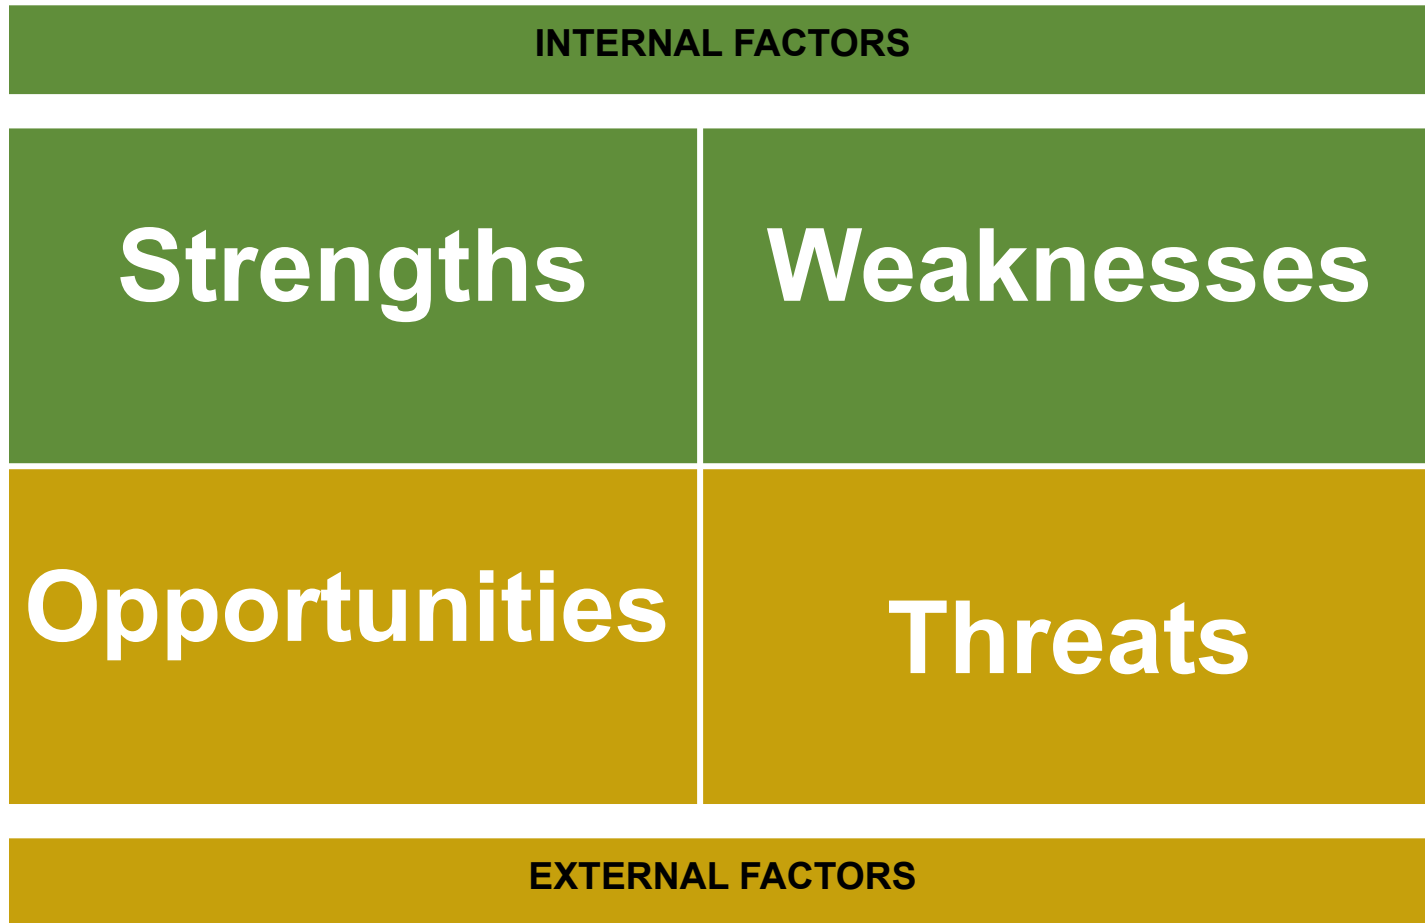 INTERNAL FACTORS
Strengths
Weaknesses
Opportunities
Threats
EXTERNAL FACTORS